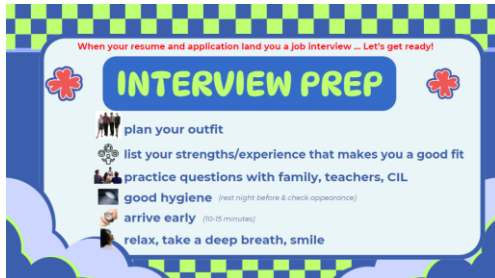 When your resume and application land you a job interview ... Let's get ready!
INTERVIEW PREP
plan your outfit
list your strengths/experience that makes you a good fit
practice questions with family, teachers, CIL
good hygiene (rest night before & check appearance)
arrive early (10-15 minutes)
relax, take a deep breath, smile